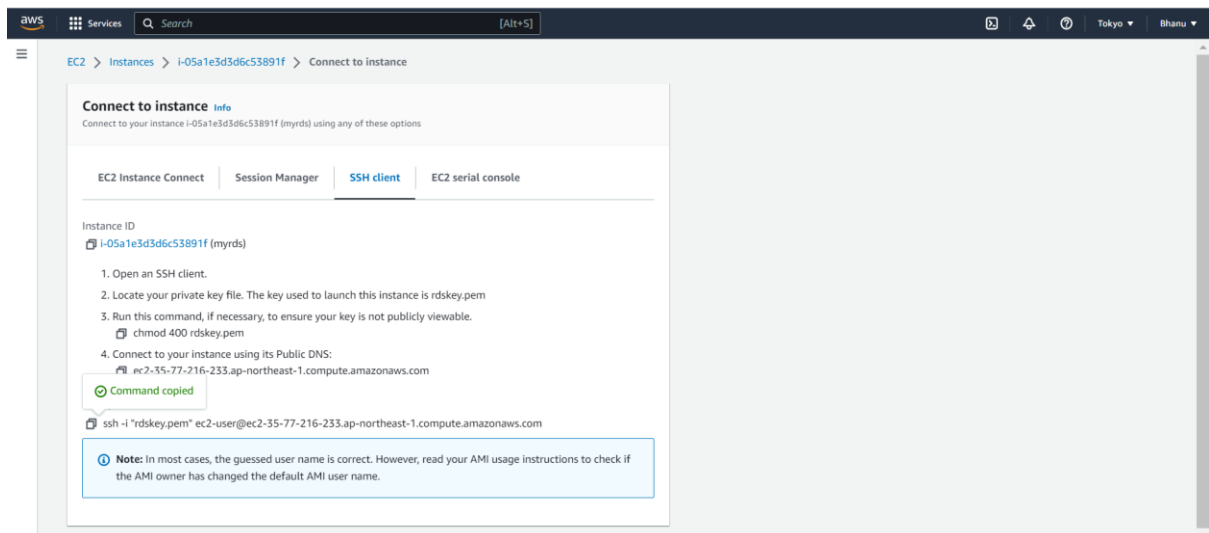 aws
Services
Search
[Alt+S]
Tokyo
Bhanu
EC2 > Instances > i-05a1e3d3d6c53891f > Connect to instance
Connect to instance Info
Connect to your instance i-05a1e3d3d6c53891f (myrds) using any of these options
EC2 Instance Connect
Session Manager
SSH client
EC2 serial console
Instance ID
i-05a1e3d3d6c53891f (myrds)
1. Open an SSH client.
2. Locate your private key file. The key used to launch this instance is rdskey.pem
3. Run this command, if necessary, to ensure your key is not publicly viewable.
chmod 400 rdskey.pem
4. Connect to your instance using its Public DNS:
ec2-35-77-216-233.ap-northeast-1.compute.amazonaws.com
Command copied
ssh -i "rdskey.pem" ec2-user@ec2-35-77-216-233.ap-northeast-1.compute.amazonaws.com
Note: In most cases, the guessed user name is correct. However, read your AMI usage instructions to check if
the AMI owner has changed the default AMI user name.